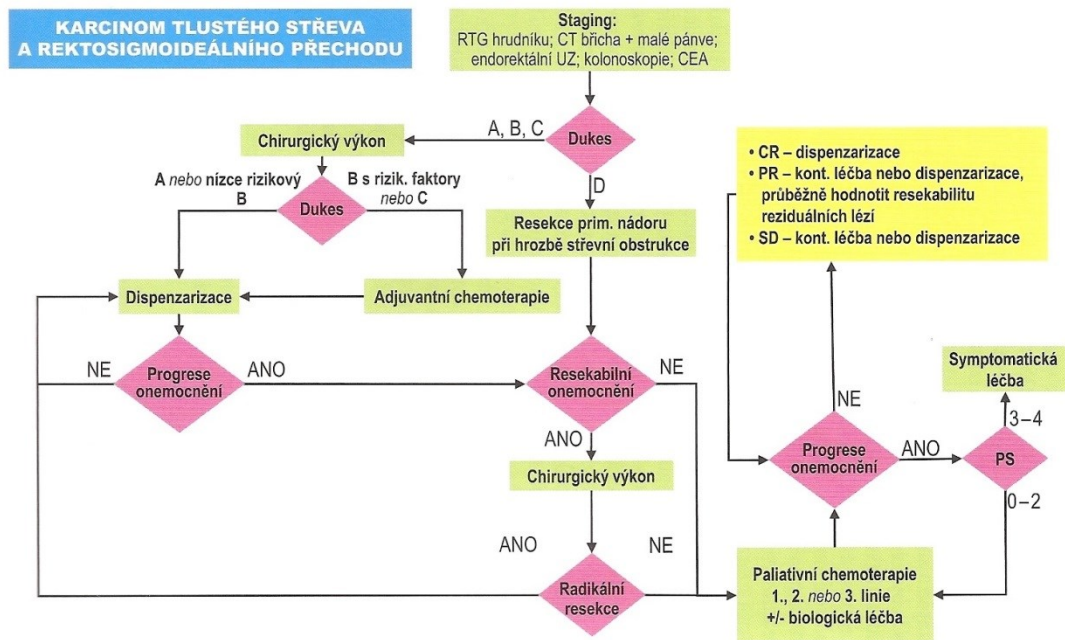 KARCINOM TLUSTÉHO STŘEVA
A REKTOSIGMOIDEÁLNÍHO PŘECHODU
Staging:
RTG hrudníku; CT břicha + malé pánve;
endorektální UZ; kolonoskopie; CEA
Dukes
A, B, C
D
Chirurgický výkon
A nebo nízce rizikový
B
B s rizik. faktory
nebo C
Dukes
Resekce prim. nádoru
při hrozbě střevní obstrukce
Dispenzarizace
Adjuvantní chemoterapie
NE
Progrese
onemocnění
ANO
Resekabilní
onemocnění
NE
ANO
Chirurgický výkon
ANO
NE
Radikální
resekce
• CR – dispenzarizace
• PR – kont. léčba nebo dispenzarizace,
průběžně hodnotit resekabilitu
reziduálních lézí
• SD – kont. léčba nebo dispenzarizace
NE
Progrese
onemocnění
ANO
Symptomatická
léčba
3–4
PS
0–2
Paliativní chemoterapie
1., 2. nebo 3. linie
+/- biologická léčba